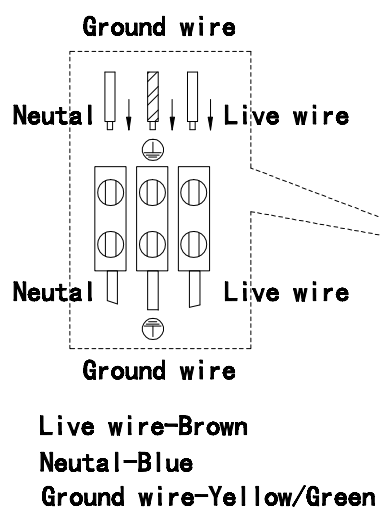 Ground wire
Neutal Live wire
Neutal Live wire
Ground wire
Live wire-Brown
Neutal-Blue
Ground wire-Yellow/Green